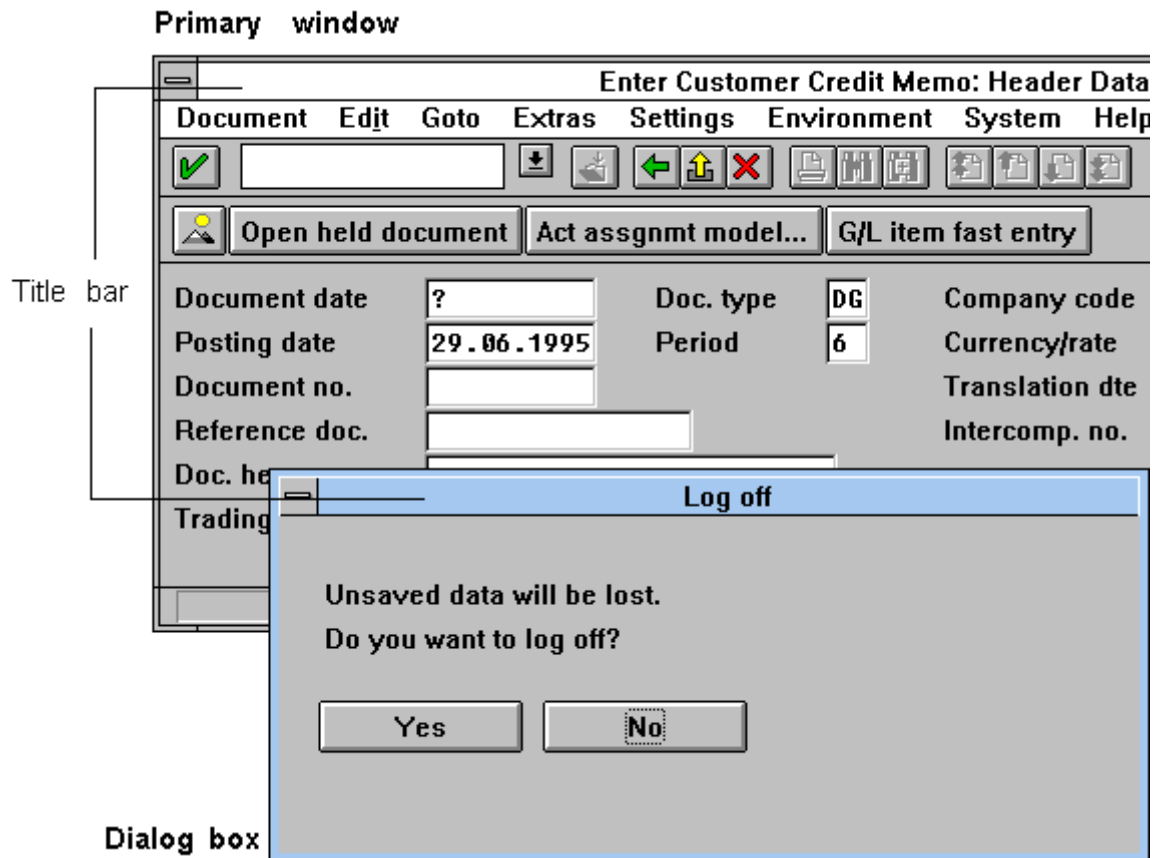 Primary window
Enter Customer Credit Memo: Header Data
Document Edit Goto Extras Settings Environment System Help
Open held document Act assgnmt model... G/L item fast entry
Title bar
Document date ? Doc. type DG Company code
Posting date 29.06.1995 Period 6 Currency/rate
Document no. Translation dte
Reference doc. Intercomp. no.
Doc. he
Trading
Log off
Unsaved data will be lost.
Do you want to log off?
Yes No
Dialog box